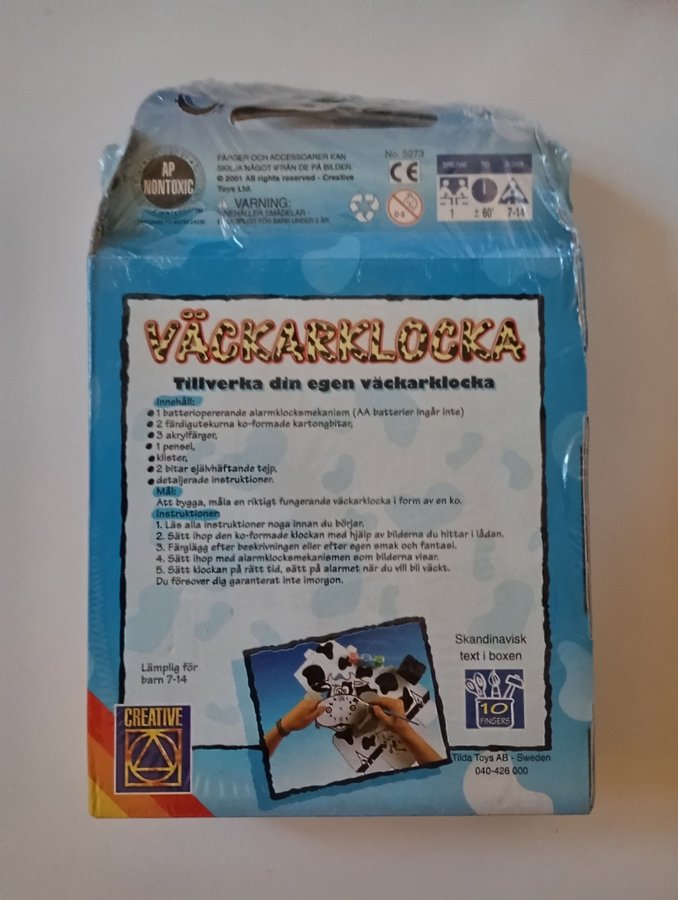 AP
NONTOXIC
FÄRGER OCH ACCESSOARER KAN
SKILJA NÅGOT IFRÅN DE PÅ BILDEN
© 2001 All rights reserved - Creative
Toys Ltd.
VARNING:
INNEHÅLLER SMÅDELAR -
No. 5273
CE
0-3
1
± 60'
7-14
VÄCKARKLOCKA
Tillverka din egen väckarklocka
Innehåll:
1 batteriopererande alarmklocksmekanism (AA batterier ingår inte)
2 färdigutskurna ko-formade kartongbitar,
3 akrylfärger,
1 pensel,
klister,
2 bitar självhäftande tejp,
detaljerade instruktioner.
Mål:
Att bygga, måla en riktigt fungerande väckarklocka i form av en ko.
Instruktionen
1. Läs alla instruktioner noga innan du börjar.
2. Sätt ihop den ko-formade klockan med hjälp av bilderna du hittar i lådan.
3. Färglägg efter beskrivningen eller efter egen smak och fantasi.
4. Sätt ihop med alarmklocksmekanismen som bilderna visar.
5. Sätt klockan på rätt tid, sätt på alarmet när du vill bli väckt.
Du försover dig garanterat inte imorgon.
Lämplig för
barn 7-14
CREATIVE
Skandinavisk
text i boxen
10
FINGERS
Tilda Toys AB - Sweden
040-426 000